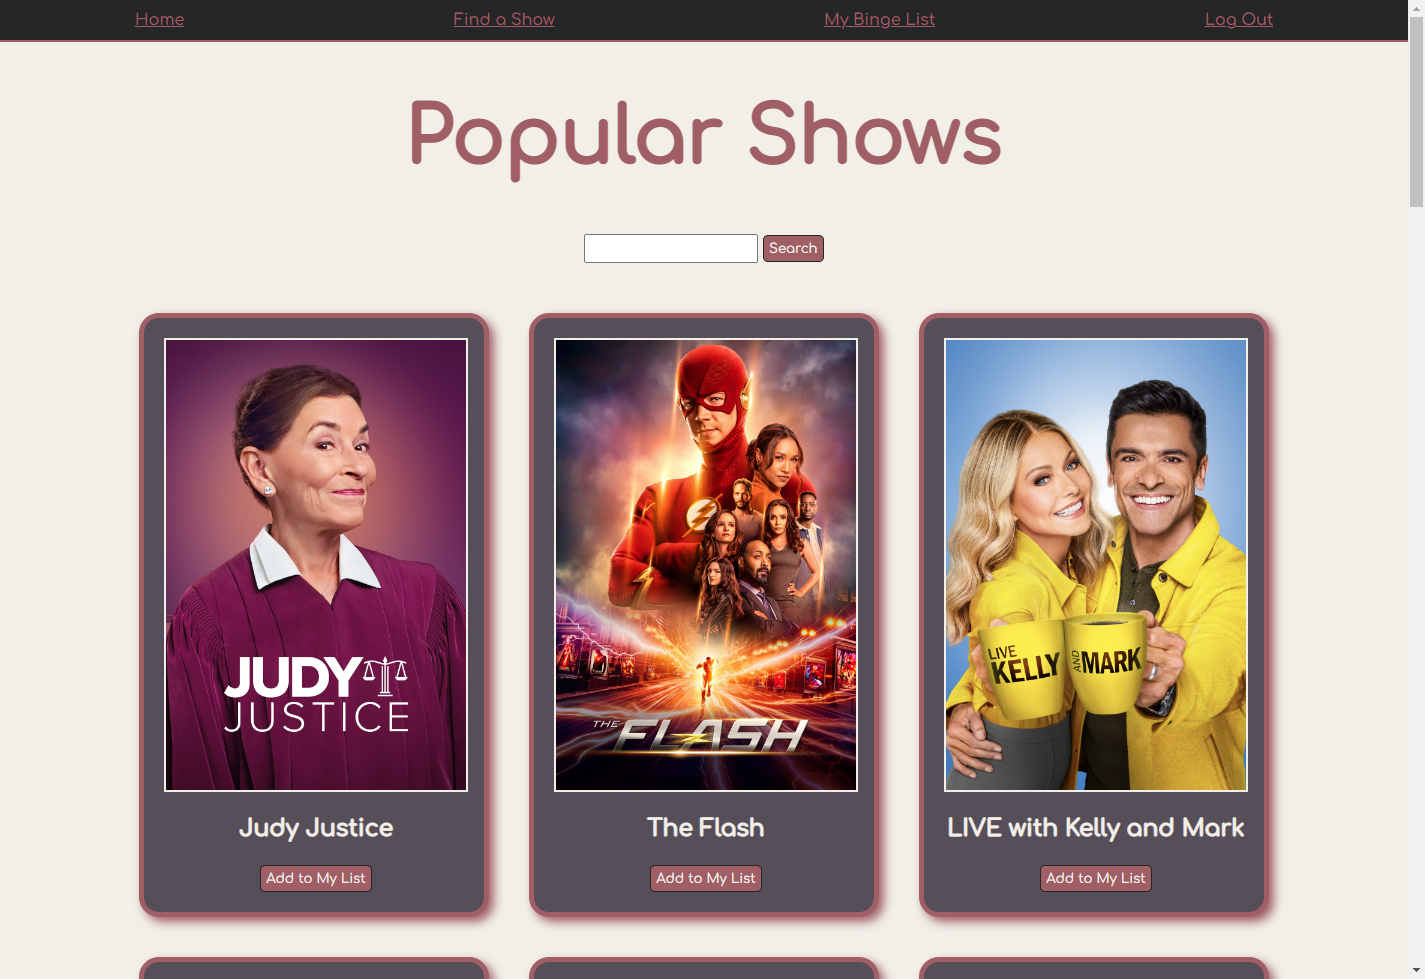 Home Find a Show My Binge List Log Out
Popular Shows
Search
JUDY
JUSTICE
THE FLASH
LIVE
KELLY AND MARK
Judy Justice The Flash LIVE with Kelly and Mark
Add to My List Add to My List Add to My List